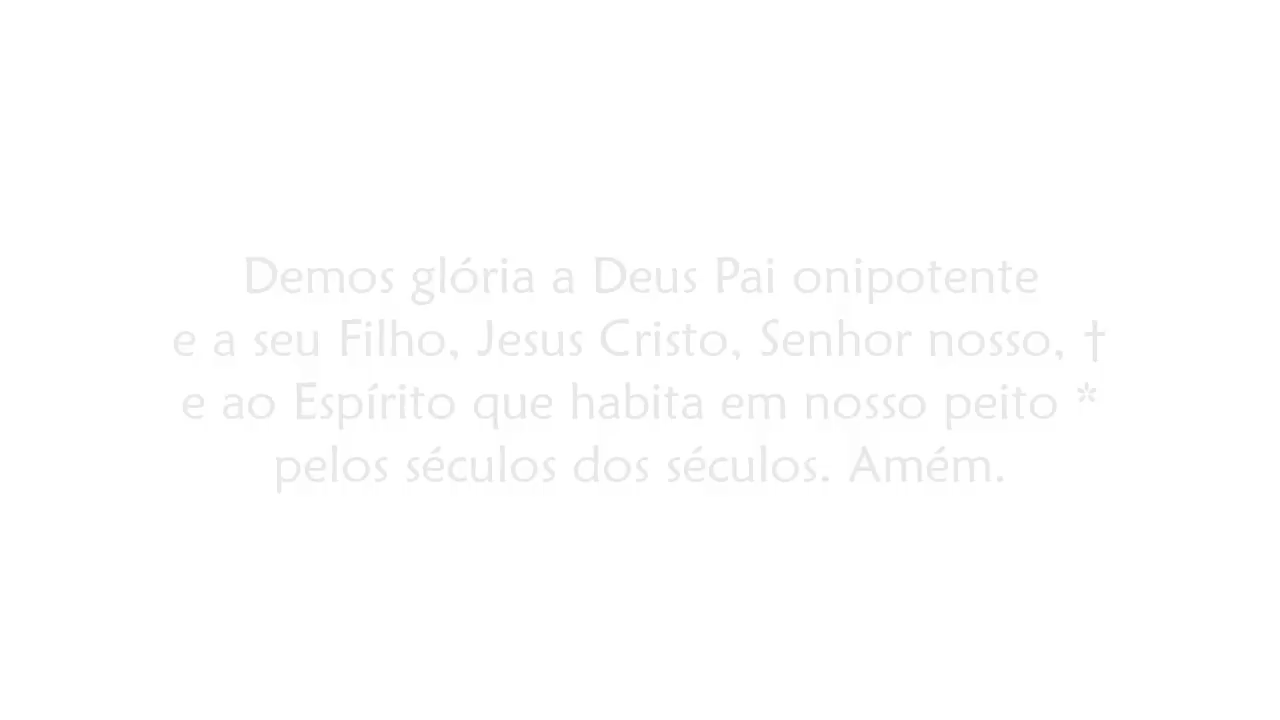 Demos glória a Deus Pai onipotente
e a seu Filho, Jesus Cristo, Senhor nosso, †
e ao Espírito que habita em nosso peito *
pelos séculos dos séculos. Amém.